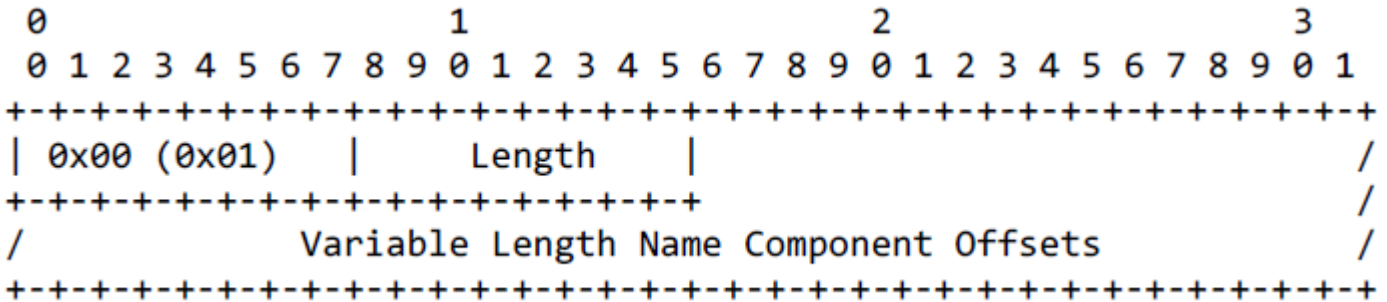 0                   1                   2                   3
 0 1 2 3 4 5 6 7 8 9 0 1 2 3 4 5 6 7 8 9 0 1 2 3 4 5 6 7 8 9 0 1
+-+-+-+-+-+-+-+-+-+-+-+-+-+-+-+-+-+-+-+-+-+-+-+-+-+-+-+-+-+-+-+-+
| 0x00 (0x01)   |     Length    |                               /
+-+-+-+-+-+-+-+-+-+-+-+-+-+-+-+-+                               /
/             Variable Length Name Component Offsets            /
+-+-+-+-+-+-+-+-+-+-+-+-+-+-+-+-+-+-+-+-+-+-+-+-+-+-+-+-+-+-+-+-+